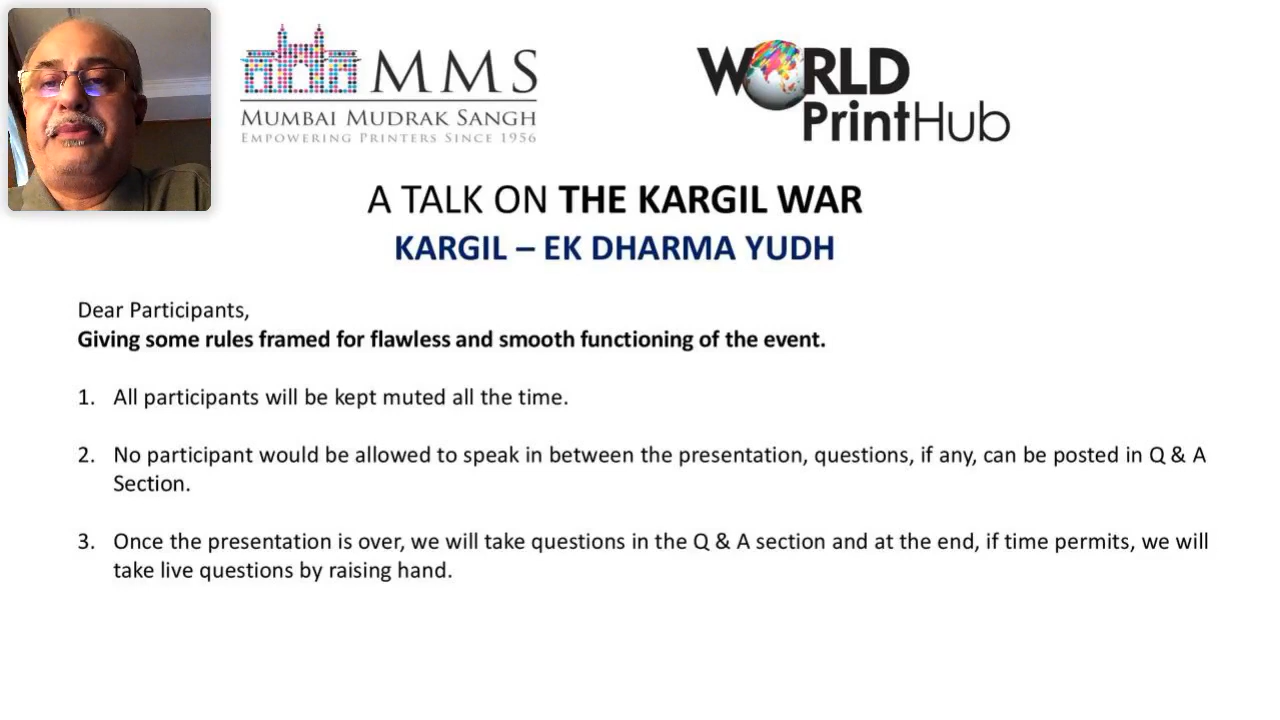 MMS
MUMBAI MUDRAK SANGH
EMPOWERING PRINTERS SINCE 1956
WORLD
PrintHub
A TALK ON THE KARGIL WAR
KARGIL – EK DHARMA YUDH
Dear Participants,
Giving some rules framed for flawless and smooth functioning of the event.
1. All participants will be kept muted all the time.
2. No participant would be allowed to speak in between the presentation, questions, if any, can be posted in Q & A
Section.
3. Once the presentation is over, we will take questions in the Q & A section and at the end, if time permits, we will
take live questions by raising hand.